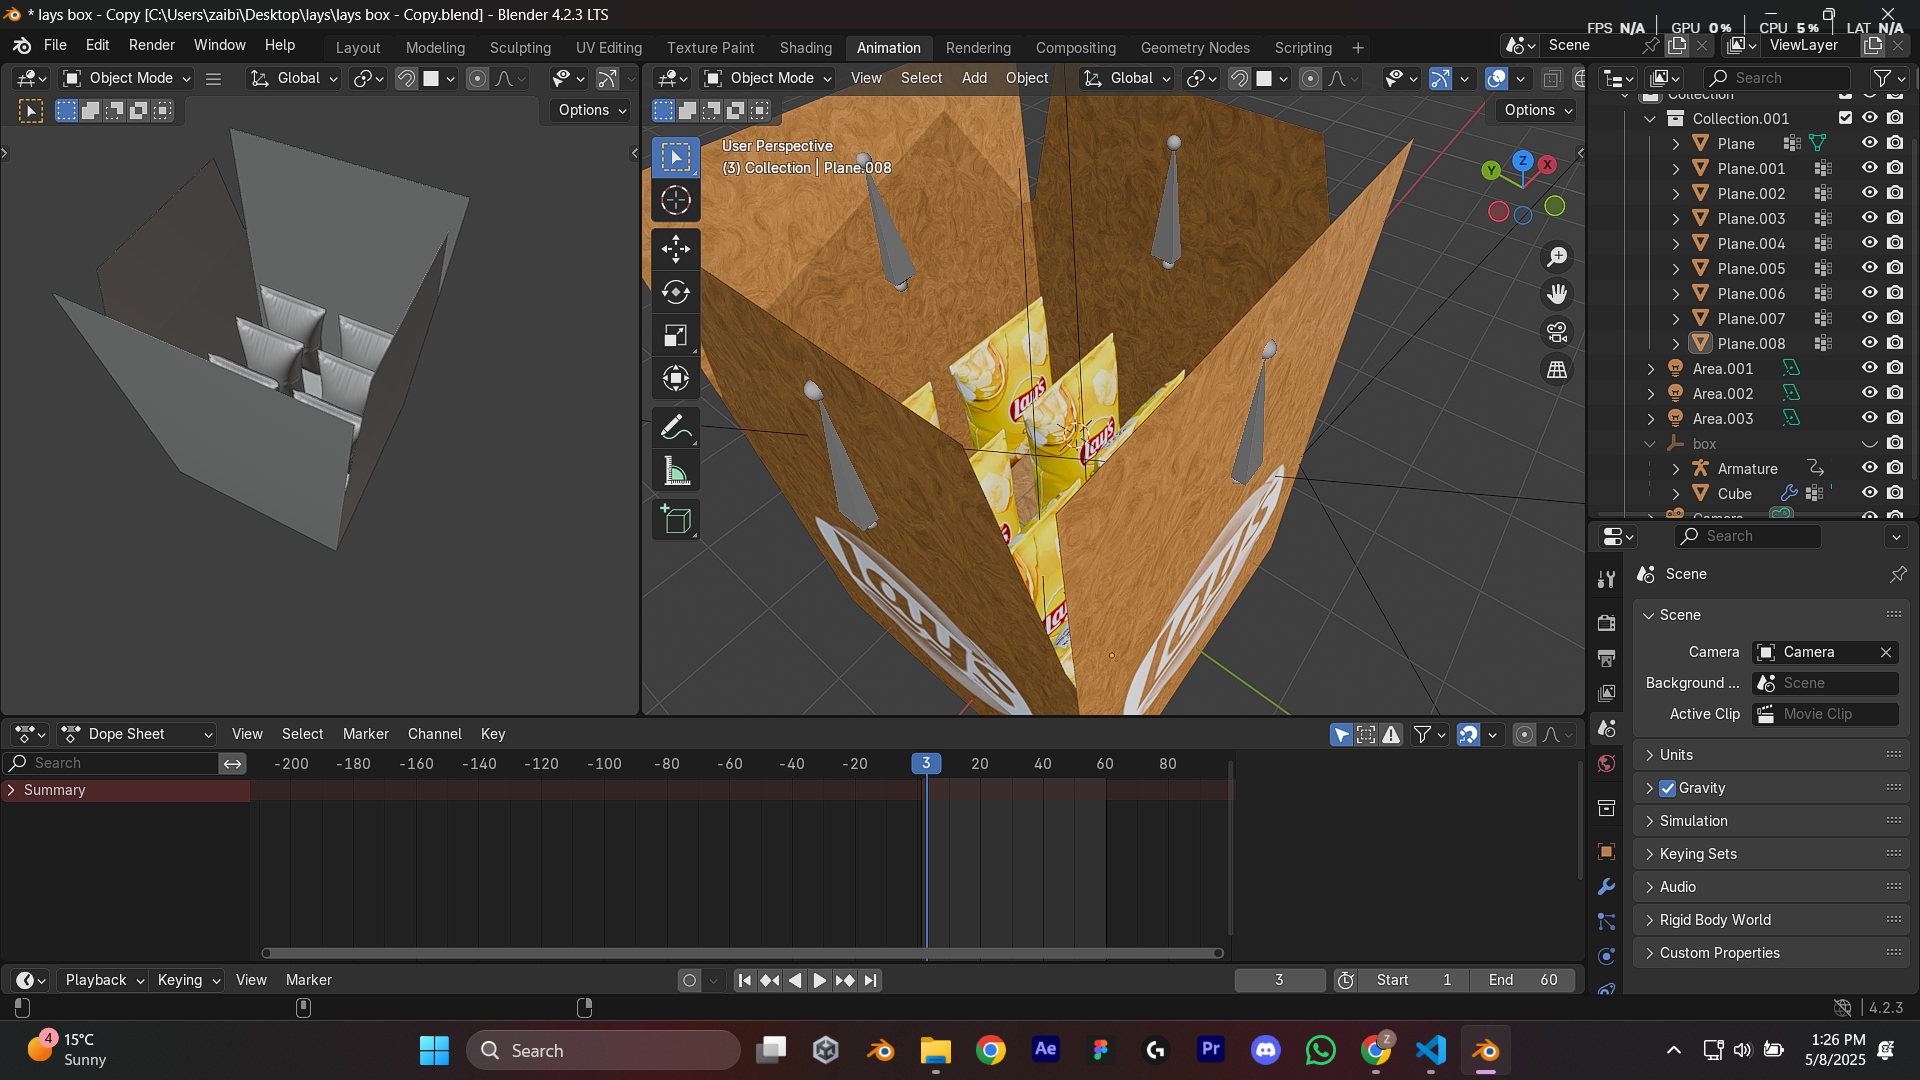 * lays box - Copy [C:\Users\zaibi\Desktop\lays\lays box - Copy.blend] - Blender 4.2.3 LTS
FPS N/A | GPU 0% | CPU 5% | LAT N/A
File Edit Render Window Help
Layout Modeling Sculpting UV Editing Texture Paint Shading Animation Rendering Compositing Geometry Nodes Scripting
Scene
ViewLayer
Object Mode
Global
Options
Object Mode View Select Add Object
Global
Options
User Perspective
(3) Collection | Plane.008
Z
X
Y
Lay's
Lay's
Search
Collection
Collection.001
Plane
Plane.001
Plane.002
Plane.003
Plane.004
Plane.005
Plane.006
Plane.007
Plane.008
Area.001
Area.002
Area.003
box
Armature
Cube
Camera
Search
Scene
Scene
Camera Camera
Background ... Scene
Active Clip Movie Clip
Units
Gravity
Simulation
Keying Sets
Audio
Rigid Body World
Custom Properties
Dope Sheet View Select Marker Channel Key
Search
-200 -180 -160 -140 -120 -100 -80 -60 -40 -20 3 20 40 60 80
Summary
Playback Keying View Marker
3
Start 1
End 60
4.2.3
4
15°C
Sunny
Search
Ae
Pr
Z
1:26 PM
5/8/2025